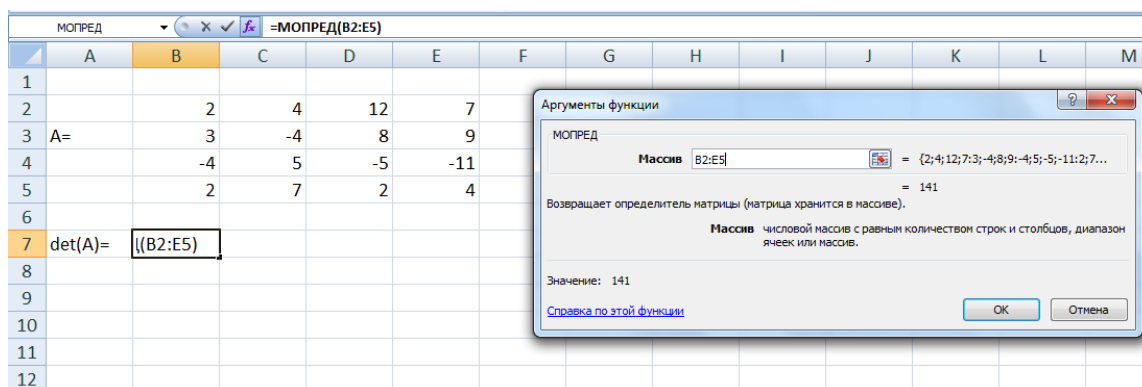 МОПРЕД fx =МОПРЕД(B2:E5)
A B C D E F G H I J K L M
1
2 2 4 12 7
3 A= 3 -4 8 9
4 -4 5 -5 -11
5 2 7 2 4
6
7 det(A)= (B2:E5)
8
9
10
11
12
Аргументы функции
МОПРЕД
Массив B2:E5 = {2;4;12;7:3;-4;8;9:-4;5;-5;-11:2;7...
= 141
Возвращает определитель матрицы (матрица хранится в массиве).
Массив числовой массив с равным количеством строк и столбцов, диапазон
ячеек или массив.
Значение: 141
Справка по этой функции ОК Отмена